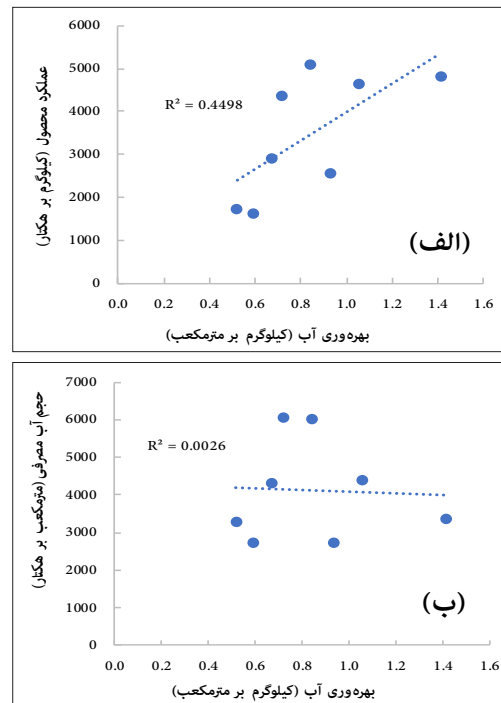 6000
5000
4000
3000
2000
1000
0
عملکرد محصول (کیلوگرم بر هکتار)
R² = 0.4498
(الف)
0.0 0.2 0.4 0.6 0.8 1.0 1.2 1.4 1.6
بهره‌وری آب (کیلوگرم بر مترمکعب)
7000
6000
5000
4000
3000
2000
1000
0
حجم آب مصرفی (مترمکعب بر هکتار)
R² = 0.0026
(ب)
0.0 0.2 0.4 0.6 0.8 1.0 1.2 1.4 1.6
بهره‌وری آب (کیلوگرم بر مترمکعب)